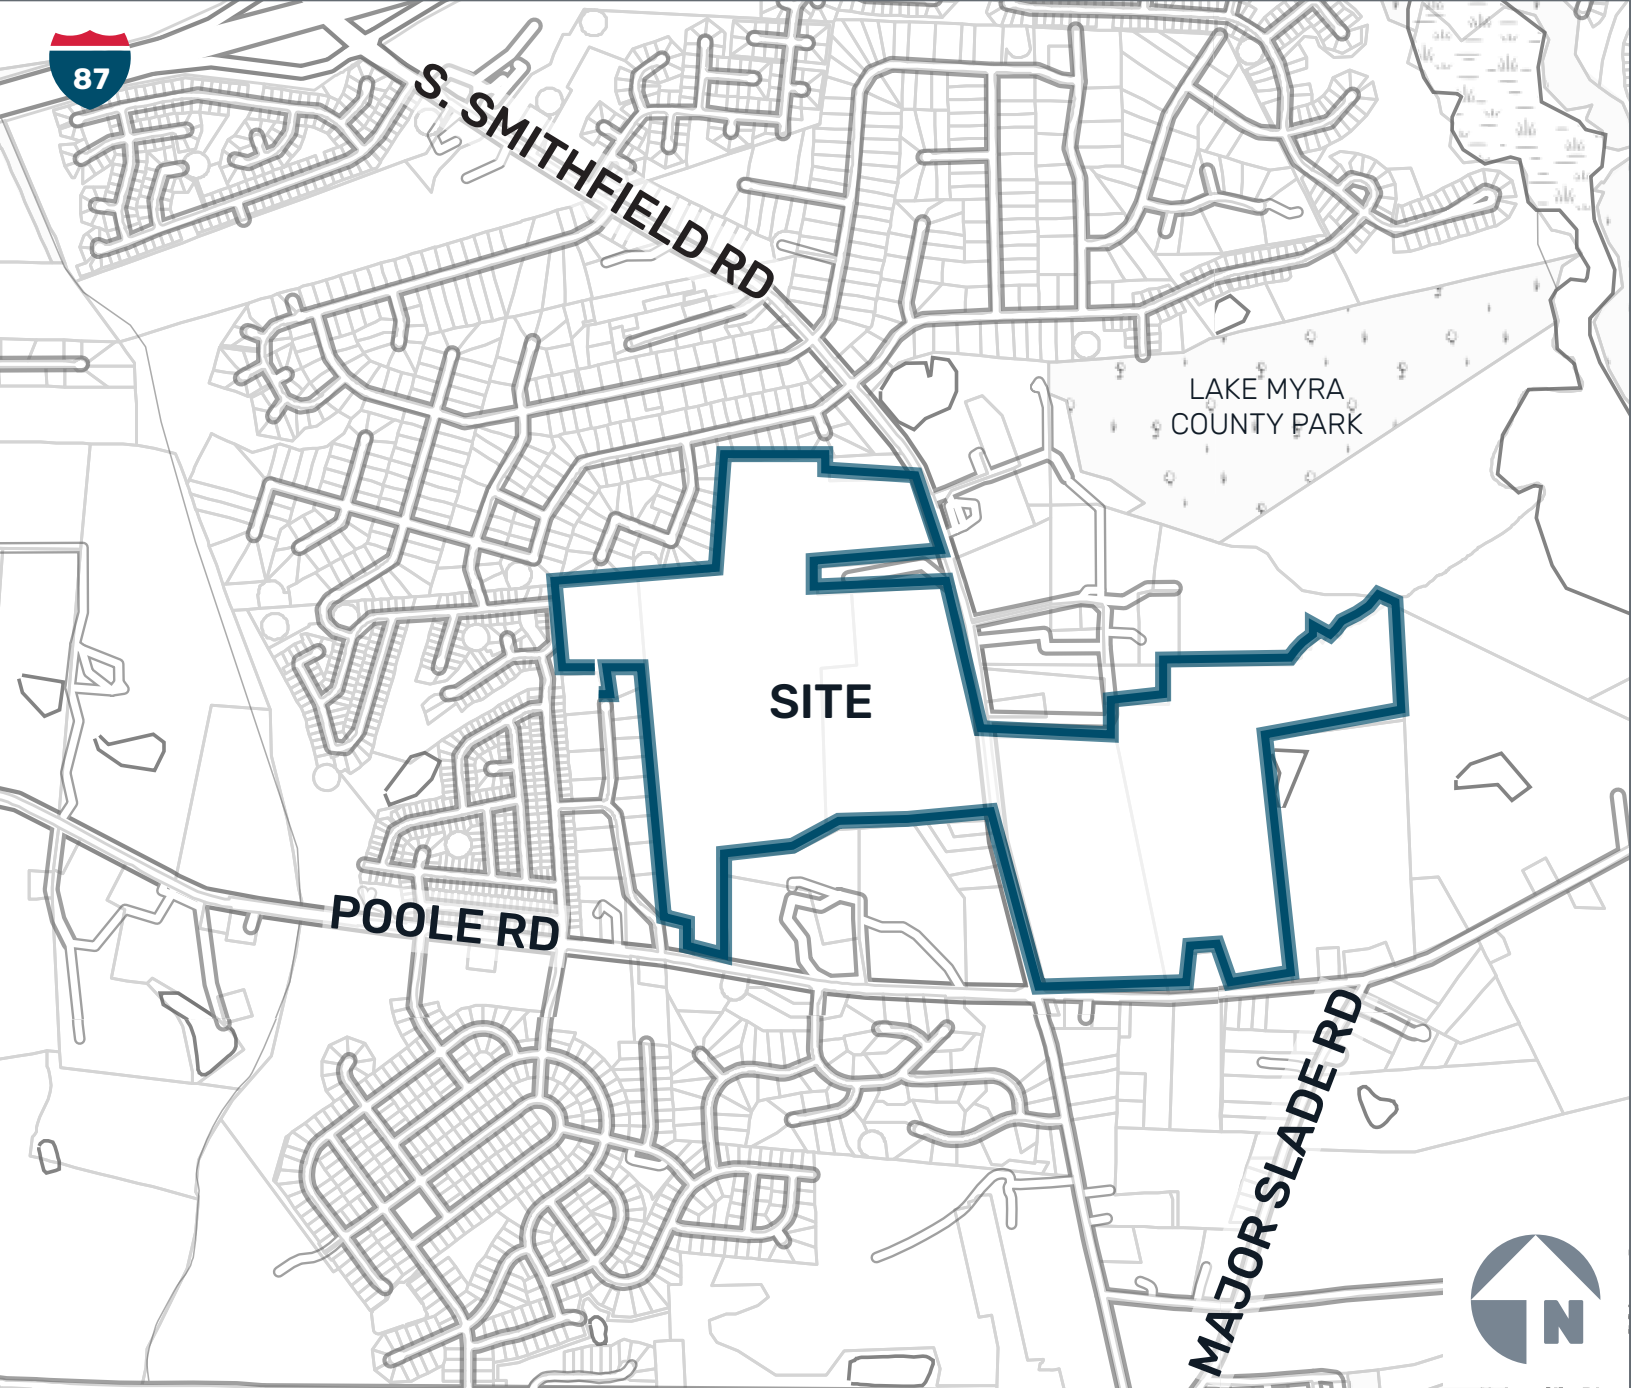 87
S. SMITHFIELD RD
LAKE MYRA
COUNTY PARK
SITE
POOLE RD
MAJOR SLADE RD
N